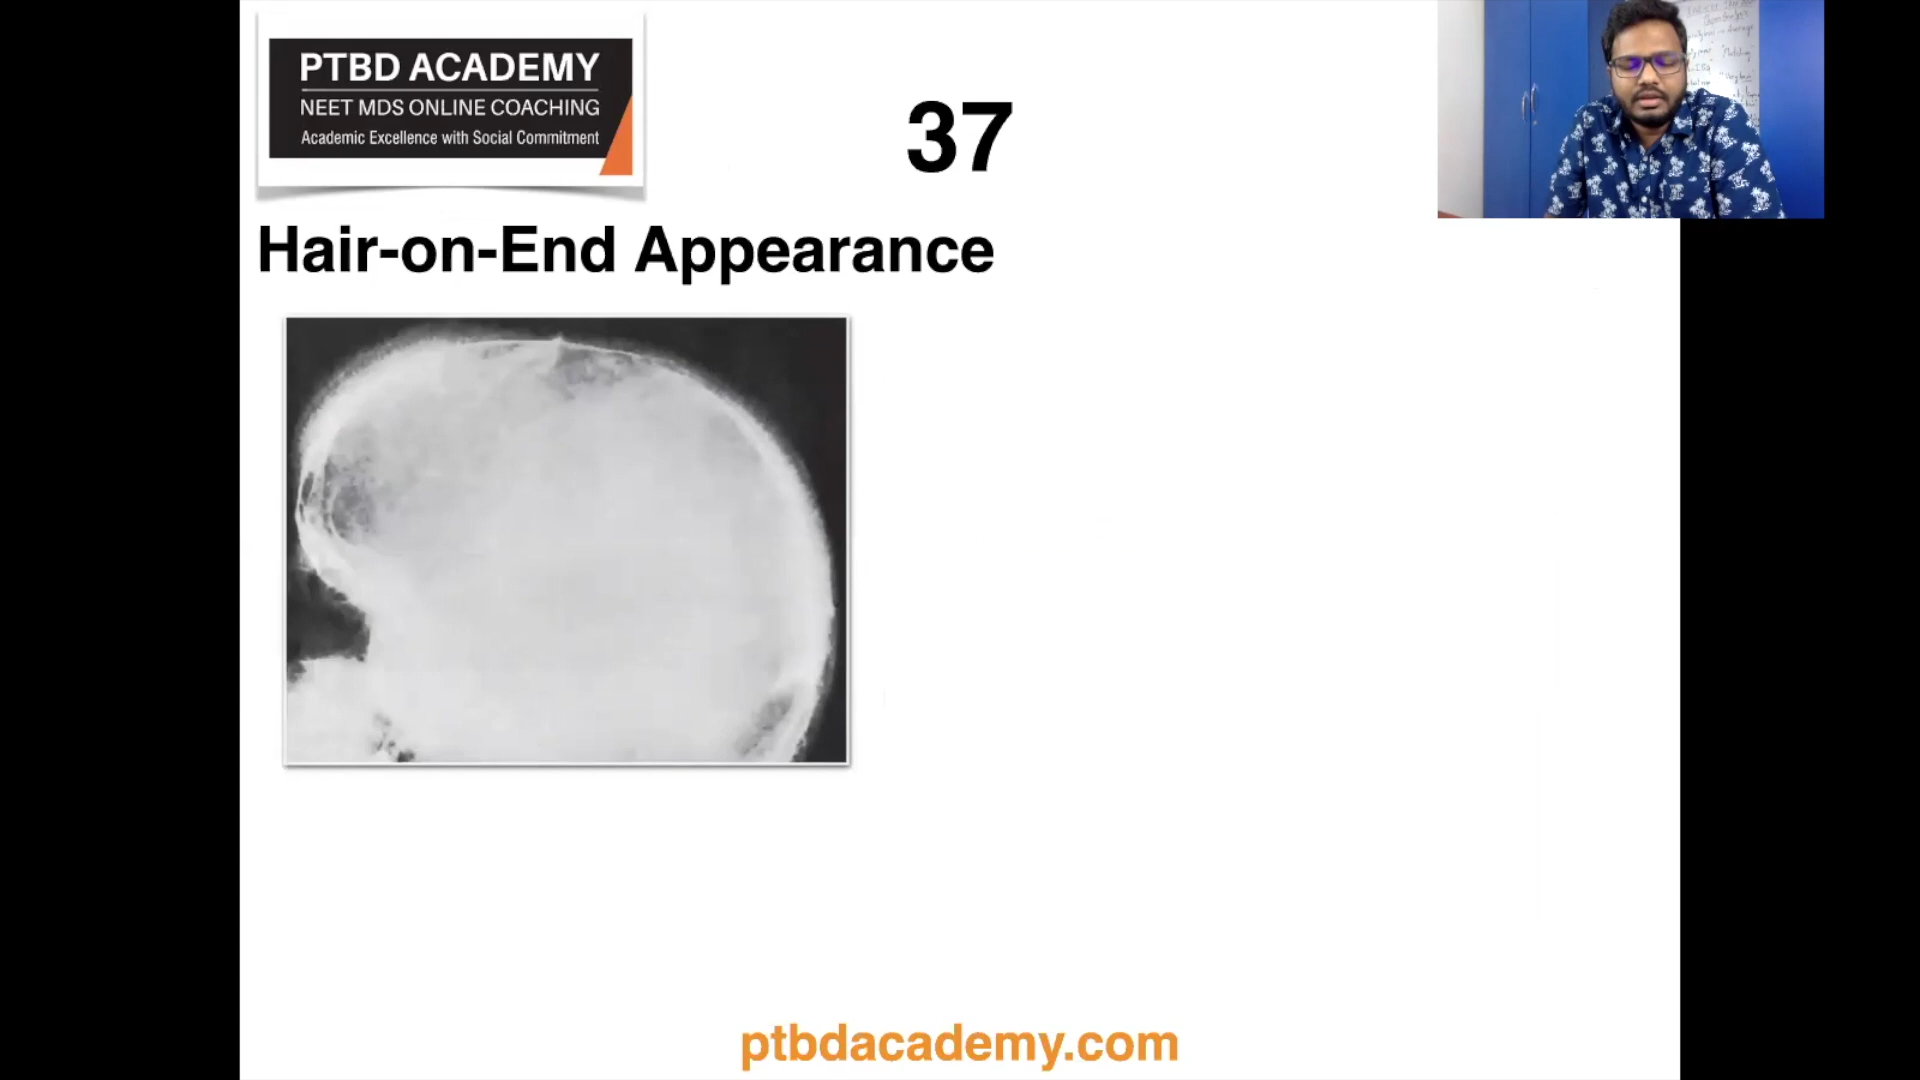 PTBD ACADEMY
NEET MDS ONLINE COACHING
Academic Excellence with Social Commitment
37
Hair-on-End Appearance
ptbdacademy.com